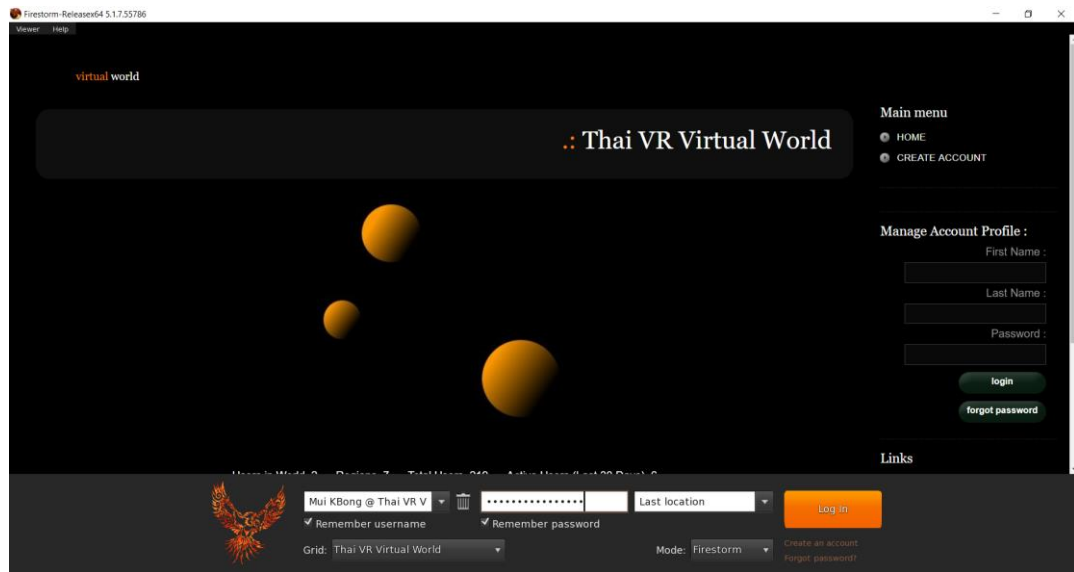 Firestorm-Releasex64 5.1.7.55786
Viewer Help
virtual world
.: Thai VR Virtual World
Main menu
HOME
CREATE ACCOUNT
Manage Account Profile :
First Name :
Last Name :
Password :
login
forgot password
Links
Mui KBong @ Thai VR V
Last location
Log In
Remember username
Remember password
Grid: Thai VR Virtual World
Mode: Firestorm
Create an account
Forgot password?